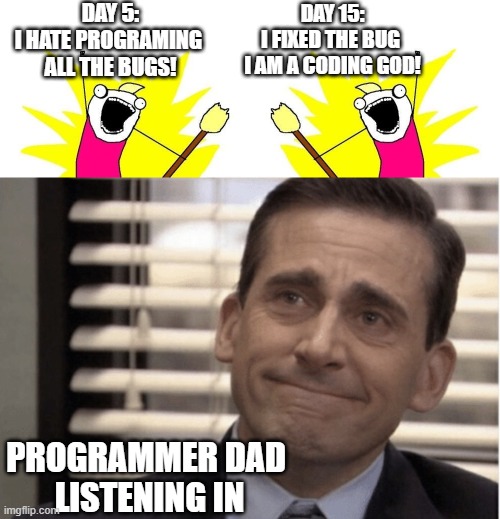 DAY 5:
I HATE PROGRAMING
ALL THE BUGS!
DAY 15:
I FIXED THE BUG
I AM A CODING GOD!
PROGRAMMER DAD
LISTENING IN
imgflip.com